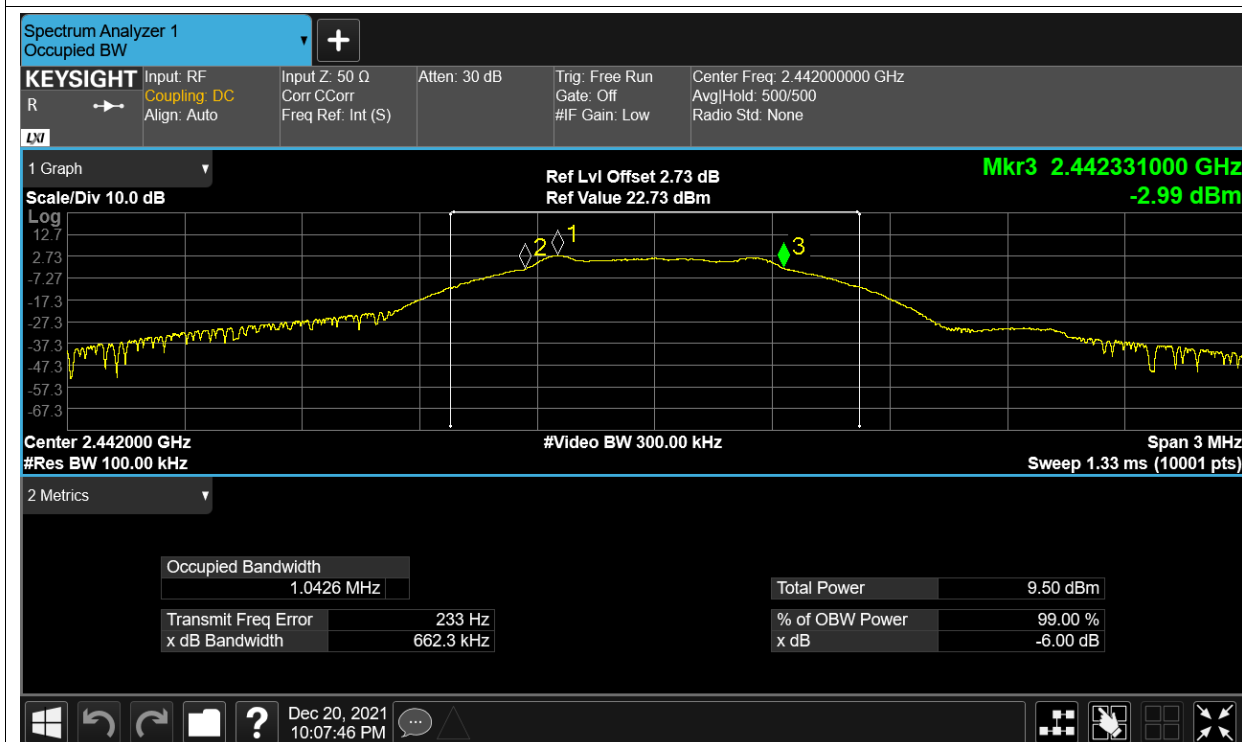 Spectrum Analyzer 1
Occupied BW
KEYSIGHT
R
LXI
Input: RF
Coupling: DC
Align: Auto
Input Z: 50 Ω
Corr CCorr
Freq Ref: Int (S)
Atten: 30 dB
Trig: Free Run
Gate: Off
#IF Gain: Low
Center Freq: 2.442000000 GHz
Avg|Hold: 500/500
Radio Std: None
1 Graph
Scale/Div 10.0 dB
Ref Lvl Offset 2.73 dB
Ref Value 22.73 dBm
Mkr3 2.442331000 GHz
-2.99 dBm
Log
12.7
2.73
-7.27
-17.3
-27.3
-37.3
-47.3
-57.3
-67.3
2
1
3
Center 2.442000 GHz
#Video BW 300.00 kHz
Span 3 MHz
#Res BW 100.00 kHz
Sweep 1.33 ms (10001 pts)
2 Metrics
Occupied Bandwidth
1.0426 MHz
Transmit Freq Error 233 Hz
x dB Bandwidth 662.3 kHz
Total Power 9.50 dBm
% of OBW Power 99.00 %
x dB -6.00 dB
?
Dec 20, 2021
10:07:46 PM